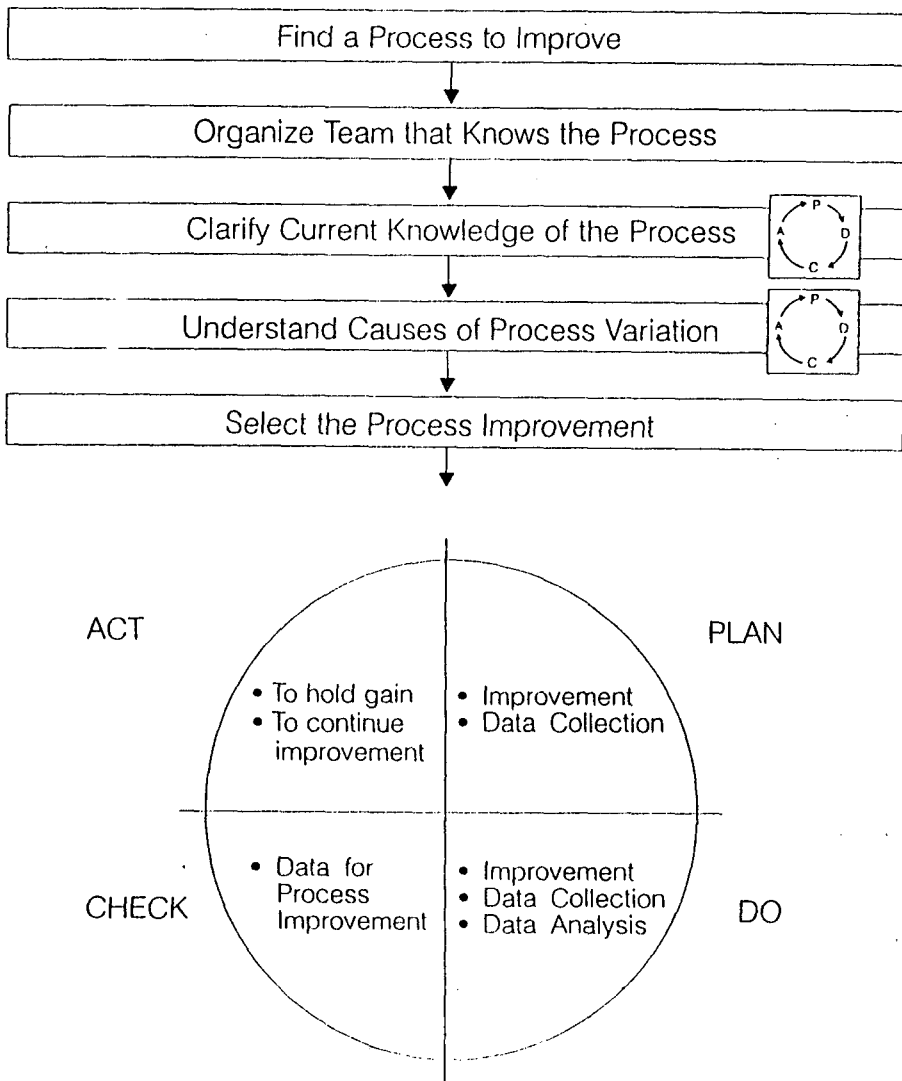 Find a Process to Improve
Organize Team that Knows the Process
Clarify Current Knowledge of the Process
P
A D
C
Understand Causes of Process Variation
P
A D
C
Select the Process Improvement
ACT
PLAN
• To hold gain
• To continue
improvement
• Improvement
• Data Collection
CHECK
• Data for
Process
Improvement
• Improvement
• Data Collection
• Data Analysis
DO